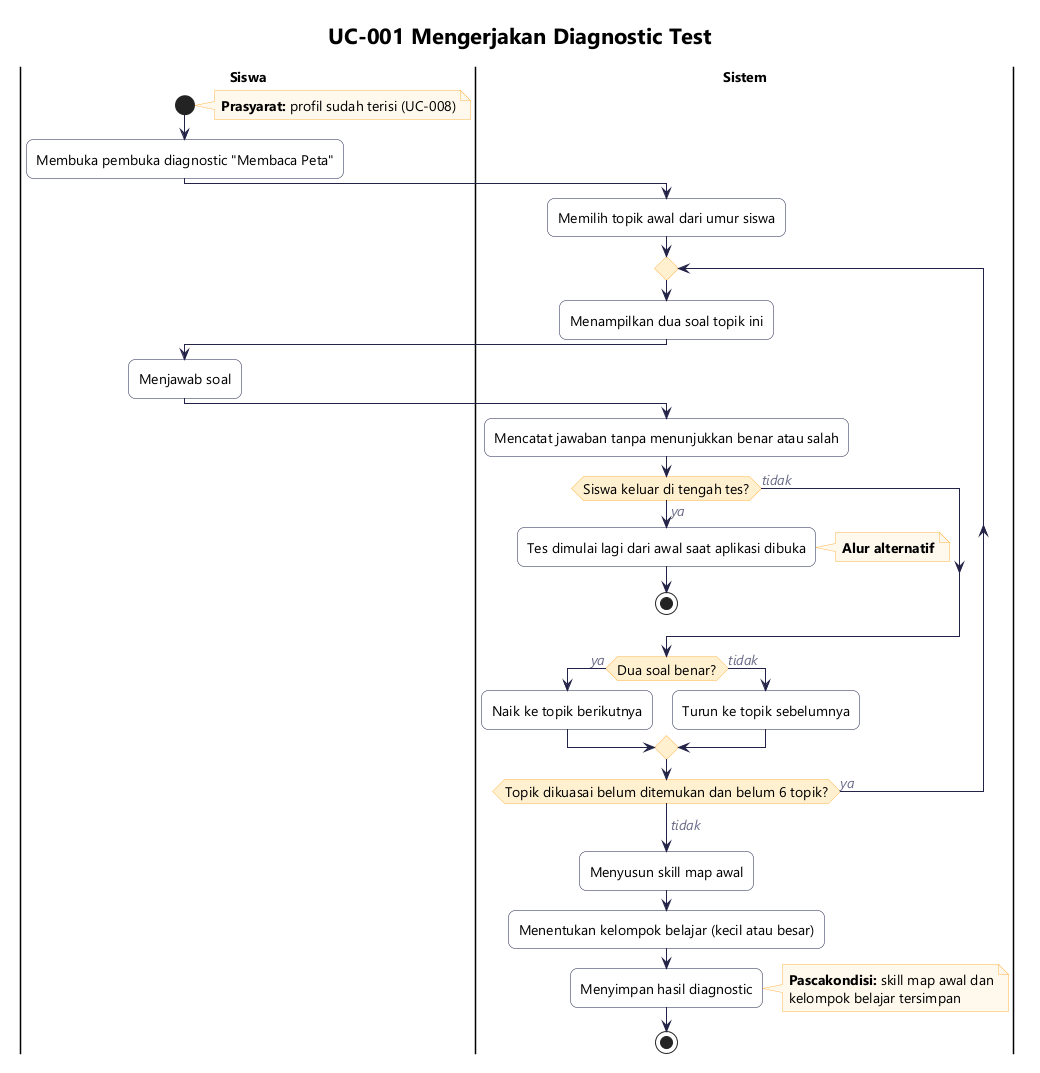 UC-001 Mengerjakan Diagnostic Test
Siswa
Sistem
Prasyarat: profil sudah terisi (UC-008)
Membuka pembuka diagnostic "Membaca Peta"
Memilih topik awal dari umur siswa
Menampilkan dua soal topik ini
Menjawab soal
Mencatat jawaban tanpa menunjukkan benar atau salah
Siswa keluar di tengah tes?
tidak
ya
Tes dimulai lagi dari awal saat aplikasi dibuka
Alur alternatif
ya
Dua soal benar?
tidak
Naik ke topik berikutnya
Turun ke topik sebelumnya
Topik dikuasai belum ditemukan dan belum 6 topik?
ya
tidak
Menyusun skill map awal
Menentukan kelompok belajar (kecil atau besar)
Menyimpan hasil diagnostic
Pascakondisi: skill map awal dan
kelompok belajar tersimpan